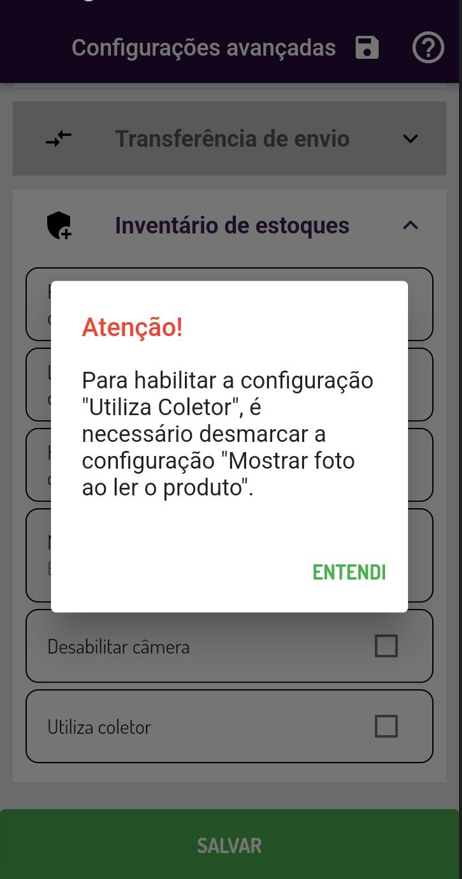 Configurações avançadas
Transferência de envio
Inventário de estoques
Atenção!
Para habilitar a configuração
"Utiliza Coletor", é
necessário desmarcar a
configuração "Mostrar foto
ao ler o produto".
ENTENDI
Desabilitar câmera
Utiliza coletor
SALVAR